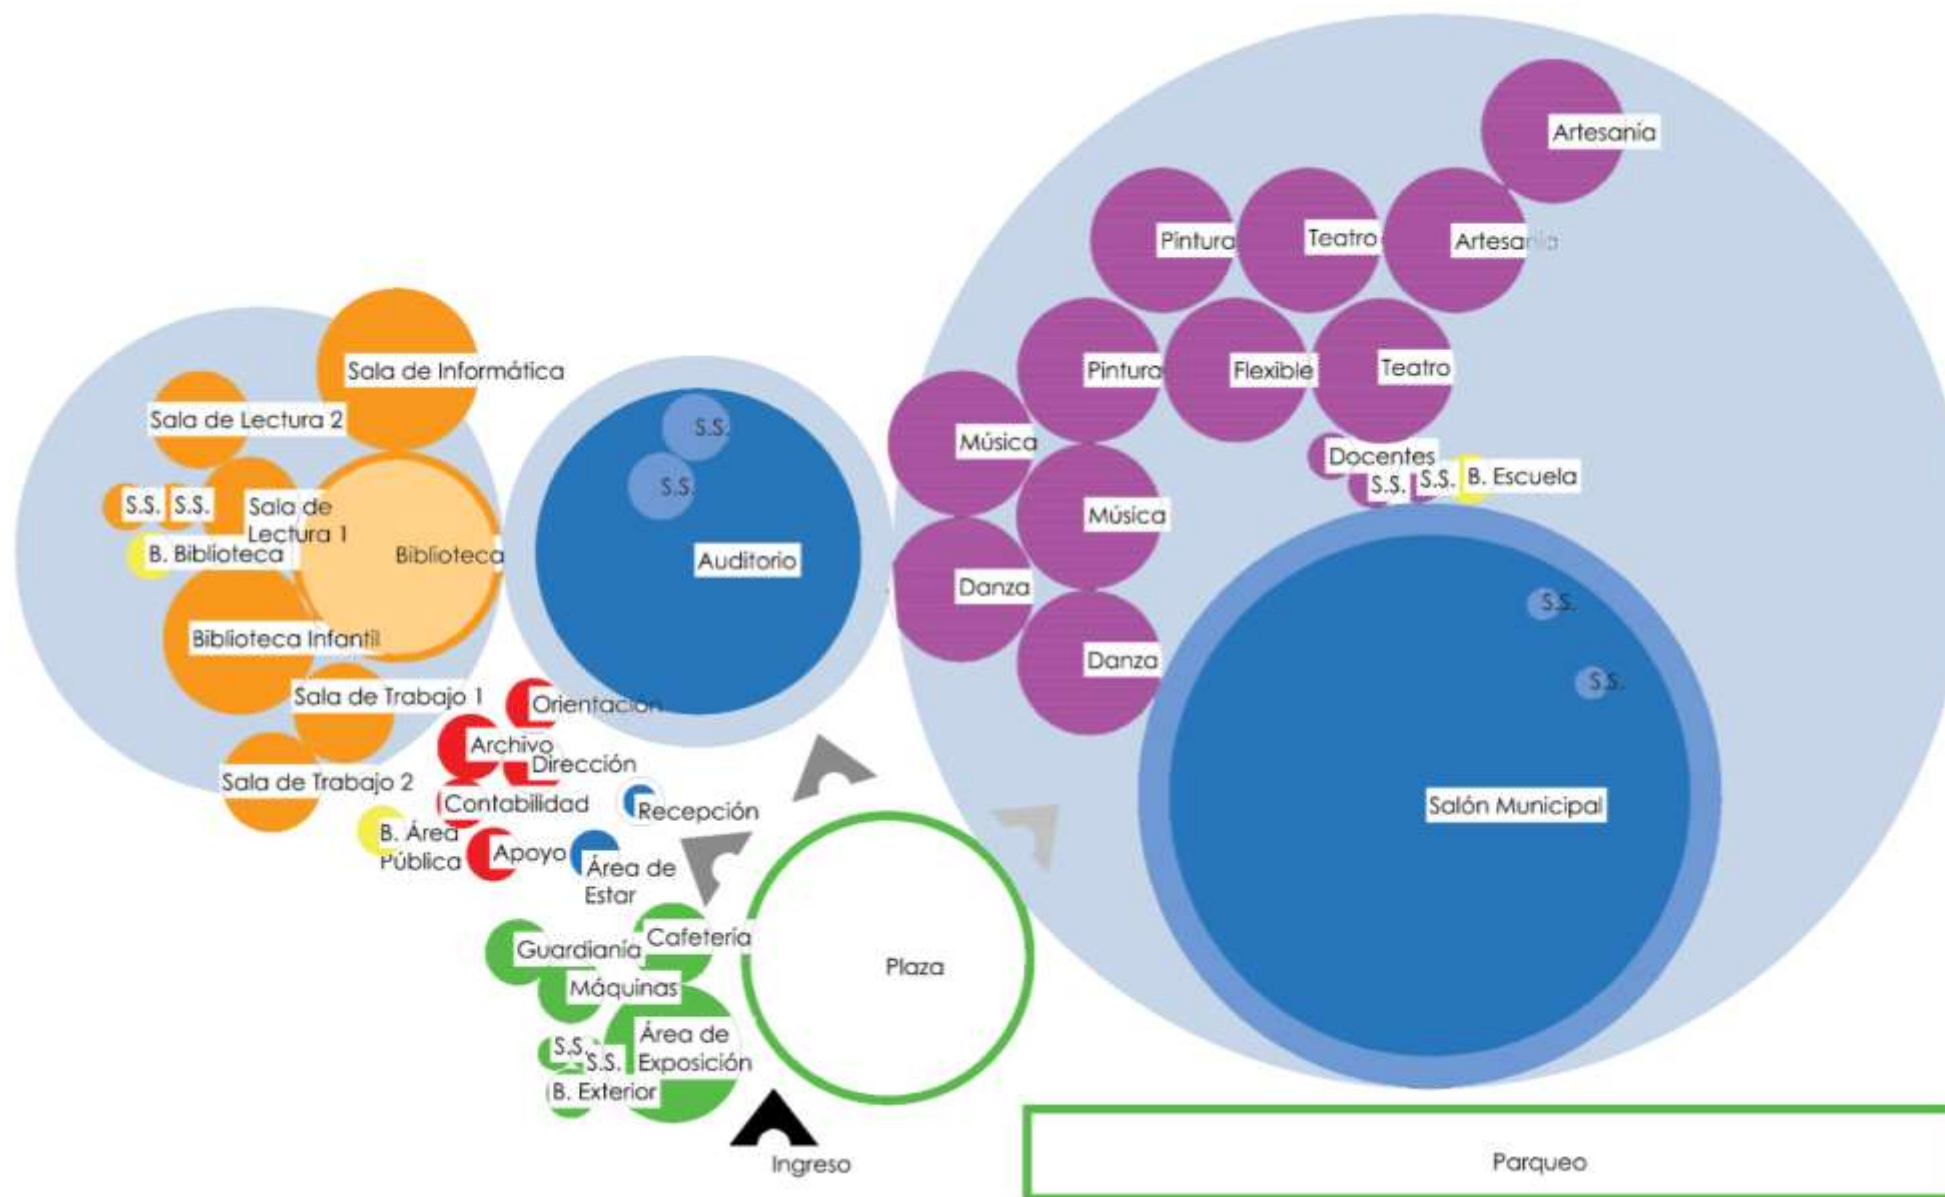 Artesanía
Pintura
Teatro
Artesanía
Sala de Informática
Pintura
Flexible
Teatro
Sala de Lectura 2
S.S.
Música
Docentes
S.S.
S.S.
B. Escuela
S.S.
S.S.
S.S.
Sala de
Lectura 1
Música
B. Biblioteca
Biblioteca
Auditorio
Danza
S.S.
Biblioteca Infantil
Danza
S.S.
Sala de Trabajo 1
Orientación
Archivo
Dirección
Sala de Trabajo 2
Contabilidad
Recepción
Salón Municipal
B. Área
Pública
Apoyo
Área de
Estar
Guardianía
Cafetería
Plaza
Máquinas
Área de
Exposición
S.S.
S.S.
B. Exterior
Ingreso
Parqueo